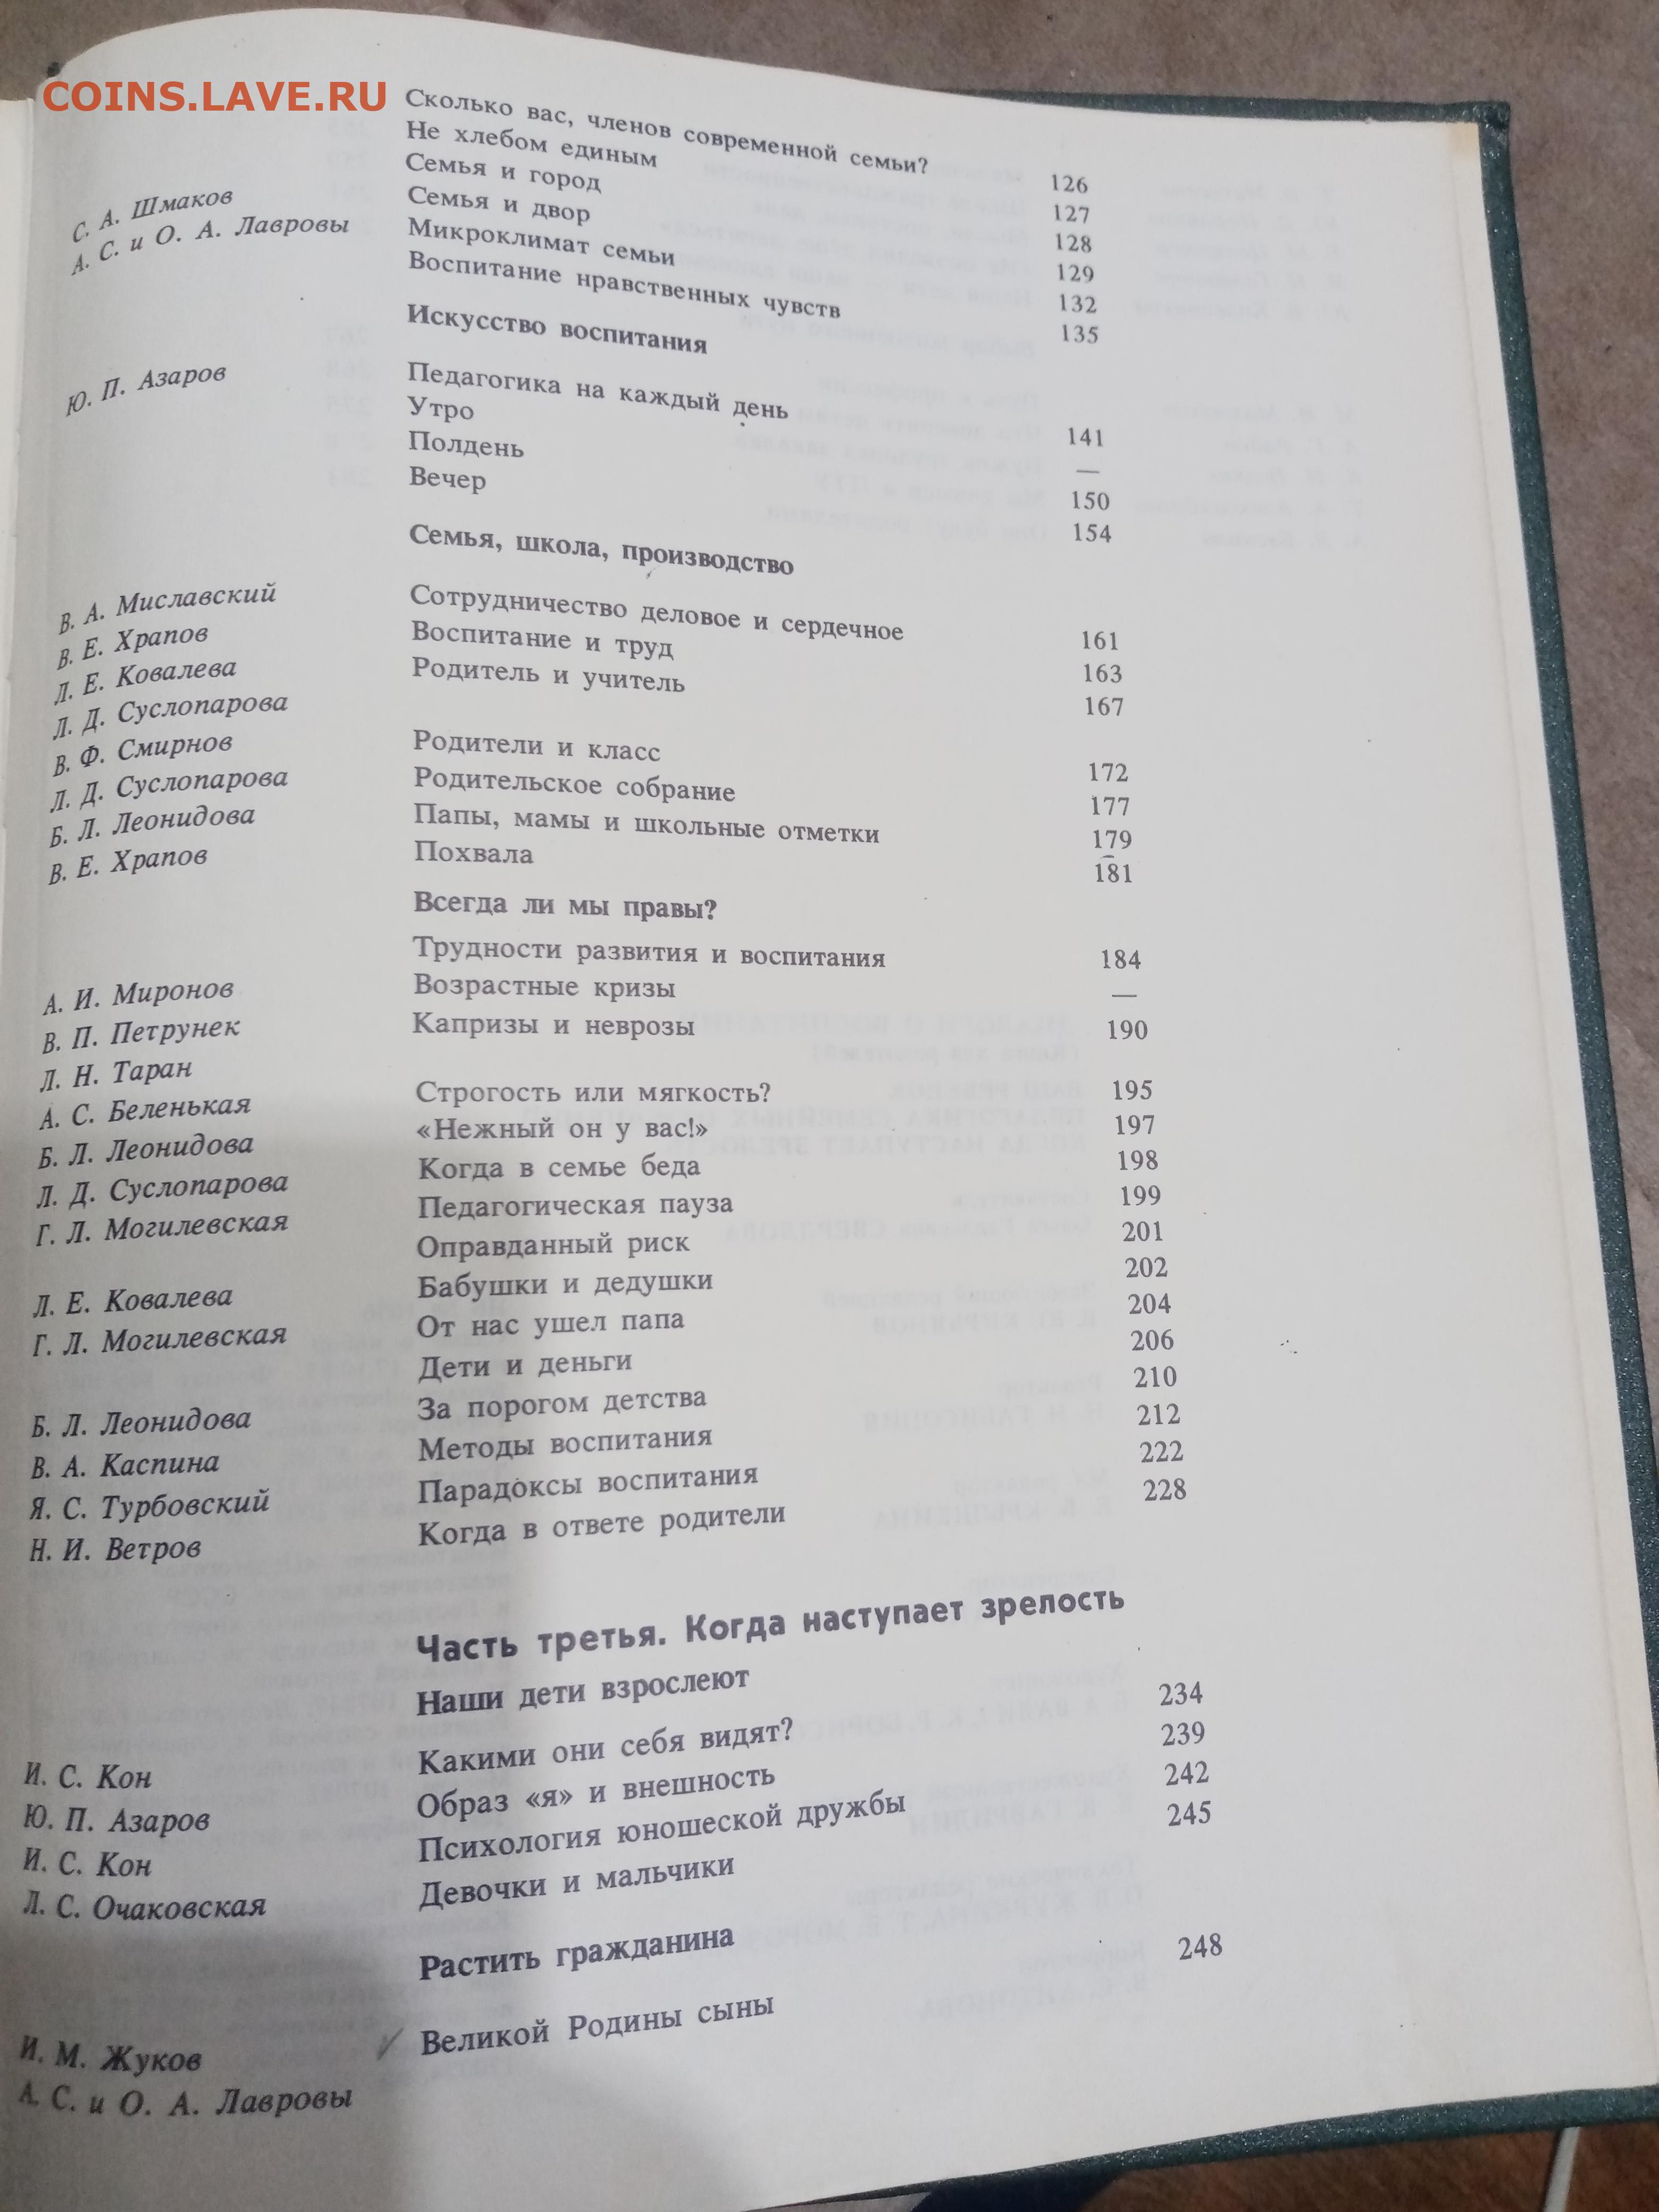 COINS.LAVE.RU
Сколько вас, членов современной семьи? 126
Не хлебом единым 127
Семья и город 128
С. А. Шмаков Семья и двор 129
А. С. и О. А. Лавровы Микроклимат семьи 132
Воспитание нравственных чувств 135
Искусство воспитания
Ю. П. Азаров Педагогика на каждый день 141
Утро —
Полдень 150
Вечер 154
Семья, школа, производство
В. А. Миславский Сотрудничество деловое и сердечное 161
В. Е. Храпов Воспитание и труд 163
Л. Е. Ковалева Родитель и учитель 167
Л. Д. Суслопарова
В. Ф. Смирнов Родители и класс 172
Л. Д. Суслопарова Родительское собрание 177
Б. Л. Леонидова Папы, мамы и школьные отметки 179
В. Е. Храпов Похвала 181
Всегда ли мы правы?
Трудности развития и воспитания 184
А. И. Миронов Возрастные кризы —
В. П. Петрунек Капризы и неврозы 190
Л. Н. Таран
А. С. Беленькая Строгость или мягкость? 195
Б. Л. Леонидова «Нежный он у вас!» 197
Л. Д. Суслопарова Когда в семье беда 198
Г. Л. Могилевская Педагогическая пауза 199
Оправданный риск 201
Л. Е. Ковалева Бабушки и дедушки 202
Г. Л. Могилевская От нас ушел папа 204
Дети и деньги 206
Б. Л. Леонидова За порогом детства 210
В. А. Каспина Методы воспитания 212
Я. С. Турбовский Парадоксы воспитания 222
Н. И. Ветров Когда в ответе родители 228
Часть третья. Когда наступает зрелость
Наши дети взрослеют
И. С. Кон Какими они себя видят? 234
Ю. П. Азаров Образ «я» и внешность 239
И. С. Кон Психология юношеской дружбы 242
Л. С. Очаковская Девочки и мальчики 245
Растить гражданина
И. М. Жуков Великой Родины сыны 248
А. С. и О. А. Лавровы